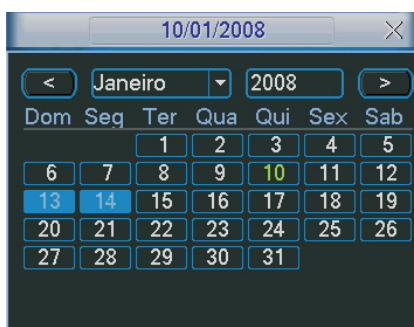 10/01/2008
< Janeiro 2008 >
Dom Seg Ter Qua Qui Sex Sab
1 2 3 4 5
6 7 8 9 10 11 12
13 14 15 16 17 18 19
20 21 22 23 24 25 26
27 28 29 30 31